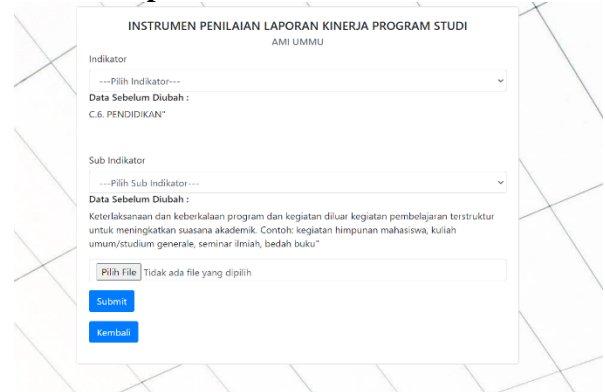 INSTRUMEN PENILAIAN LAPORAN KINERJA PROGRAM STUDI
AMI UMMU
Indikator
---Pilih Indikator---
Data Sebelum Diubah :
C.6. PENDIDIKAN"
Sub Indikator
---Pilih Sub Indikator---
Data Sebelum Diubah :
Keterlaksanaan dan keberkalaan program dan kegiatan diluar kegiatan pembelajaran terstruktur
untuk meningkatkan suasana akademik. Contoh: kegiatan himpunan mahasiswa, kuliah
umum/studium generale, seminar ilmiah, bedah buku"
Pilih File Tidak ada file yang dipilih
Submit
Kembali